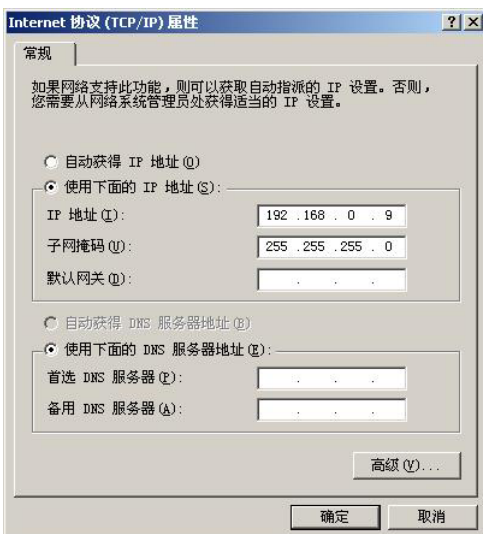 Internet 协议 (TCP/IP) 属性
常规
如果网络支持此功能，则可以获取自动指派的 IP 设置。否则，
您需要从网络系统管理员处获得适当的 IP 设置。
自动获得 IP 地址(O)
使用下面的 IP 地址(S):
IP 地址(I): 192 .168 . 0 . 9
子网掩码(U): 255 .255 .255 . 0
默认网关(D): . . .
自动获得 DNS 服务器地址(B)
使用下面的 DNS 服务器地址(E):
首选 DNS 服务器(P): . . .
备用 DNS 服务器(A): . . .
高级(V)...
确定 取消